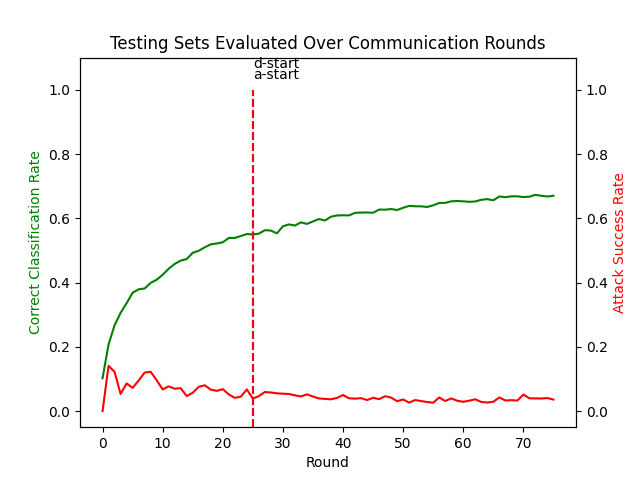 Testing Sets Evaluated Over Communication Rounds
d-start
a-start
1.0
0.8
0.6
0.4
0.2
0.0
Correct Classification Rate
1.0
0.8
0.6
0.4
0.2
0.0
Attack Success Rate
0 10 20 30 40 50 60 70
Round